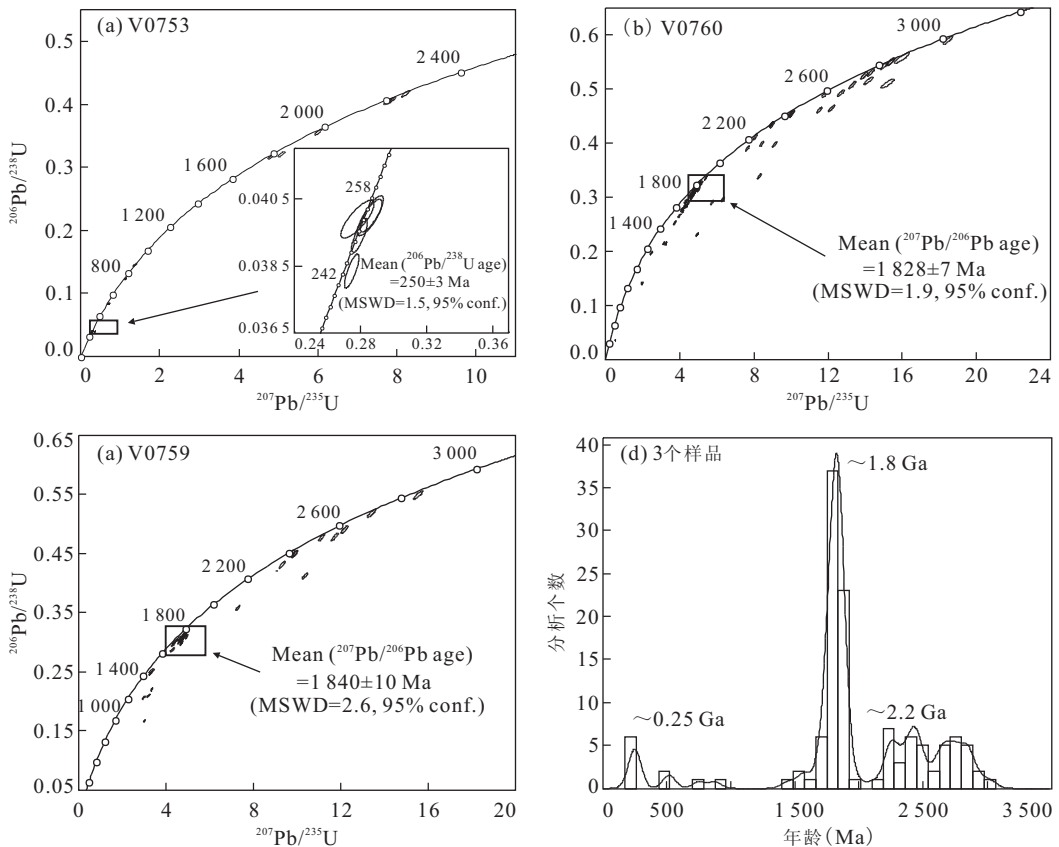 (a) V0753
0.5
0.4
0.3
0.2
0.1
0.0
²⁰⁶Pb/²³⁸U
2 400
2 000
1 600
1 200
800
0.040 5
0.038 5
0.036 5
258
242
Mean (²⁰⁶Pb/²³⁸U age)
=250±3 Ma
(MSWD=1.5, 95% conf.)
0.24 0.28 0.32 0.36
0 2 4 6 8 10
²⁰⁷Pb/²³⁵U
(b) V0760
0.6
0.5
0.4
0.3
0.2
0.1
0.0
3 000
2 600
2 200
1 800
1 400
Mean (²⁰⁷Pb/²⁰⁶Pb age)
=1 828±7 Ma
(MSWD=1.9, 95% conf.)
0 4 8 12 16 20 24
²⁰⁷Pb/²³⁵U
(a) V0759
0.65
0.55
0.45
0.35
0.25
0.15
0.05
²⁰⁶Pb/²³⁸U
3 000
2 600
2 200
1 800
1 400
1 000
Mean (²⁰⁷Pb/²⁰⁶Pb age)
=1 840±10 Ma
(MSWD=2.6, 95% conf.)
0 4 8 12 16 20
²⁰⁷Pb/²³⁵U
(d) 3个样品
40
35
30
25
20
15
10
5
0
分析个数
~1.8 Ga
~0.25 Ga
~2.2 Ga
0 500 1 500 2 500 3 500
年龄(Ma)